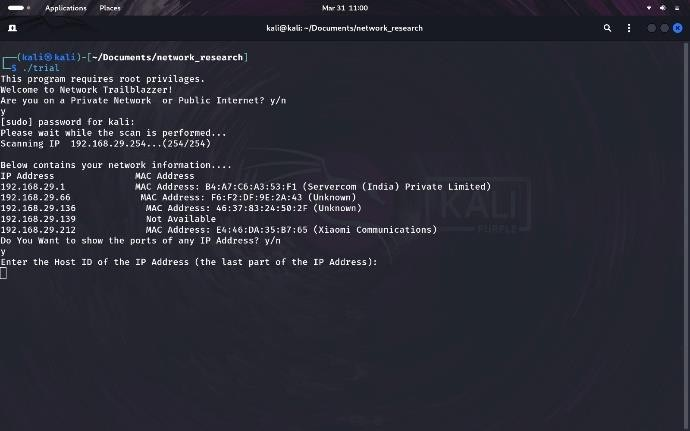 Applications Places Mar 31 11:00
kali@kali: ~/Documents/network_research
┌──(kali㉿kali)-[~/Documents/network_research]
└─$ ./trial
This program requires root privilages.
Welcome to Network Trailblazzer!
Are you on a Private Network  or Public Internet? y/n
y
[sudo] password for kali:
Please wait while the scan is performed...
Scanning IP  192.168.29.254...(254/254)
Below contains your network information....
IP Address MAC Address
192.168.29.1 MAC Address: B4:A7:C6:A3:53:F1 (Servercom (India) Private Limited)
192.168.29.66 MAC Address: F6:F2:DF:9E:2A:43 (Unknown)
192.168.29.136 MAC Address: 46:37:83:24:50:2F (Unknown)
192.168.29.139 Not Available
192.168.29.212 MAC Address: E4:46:DA:35:B7:65 (Xiaomi Communications)
Do You Want to show the ports of any IP Address? y/n
y
Enter the Host ID of the IP Address (the last part of the IP Address):
KALI
PURPLE